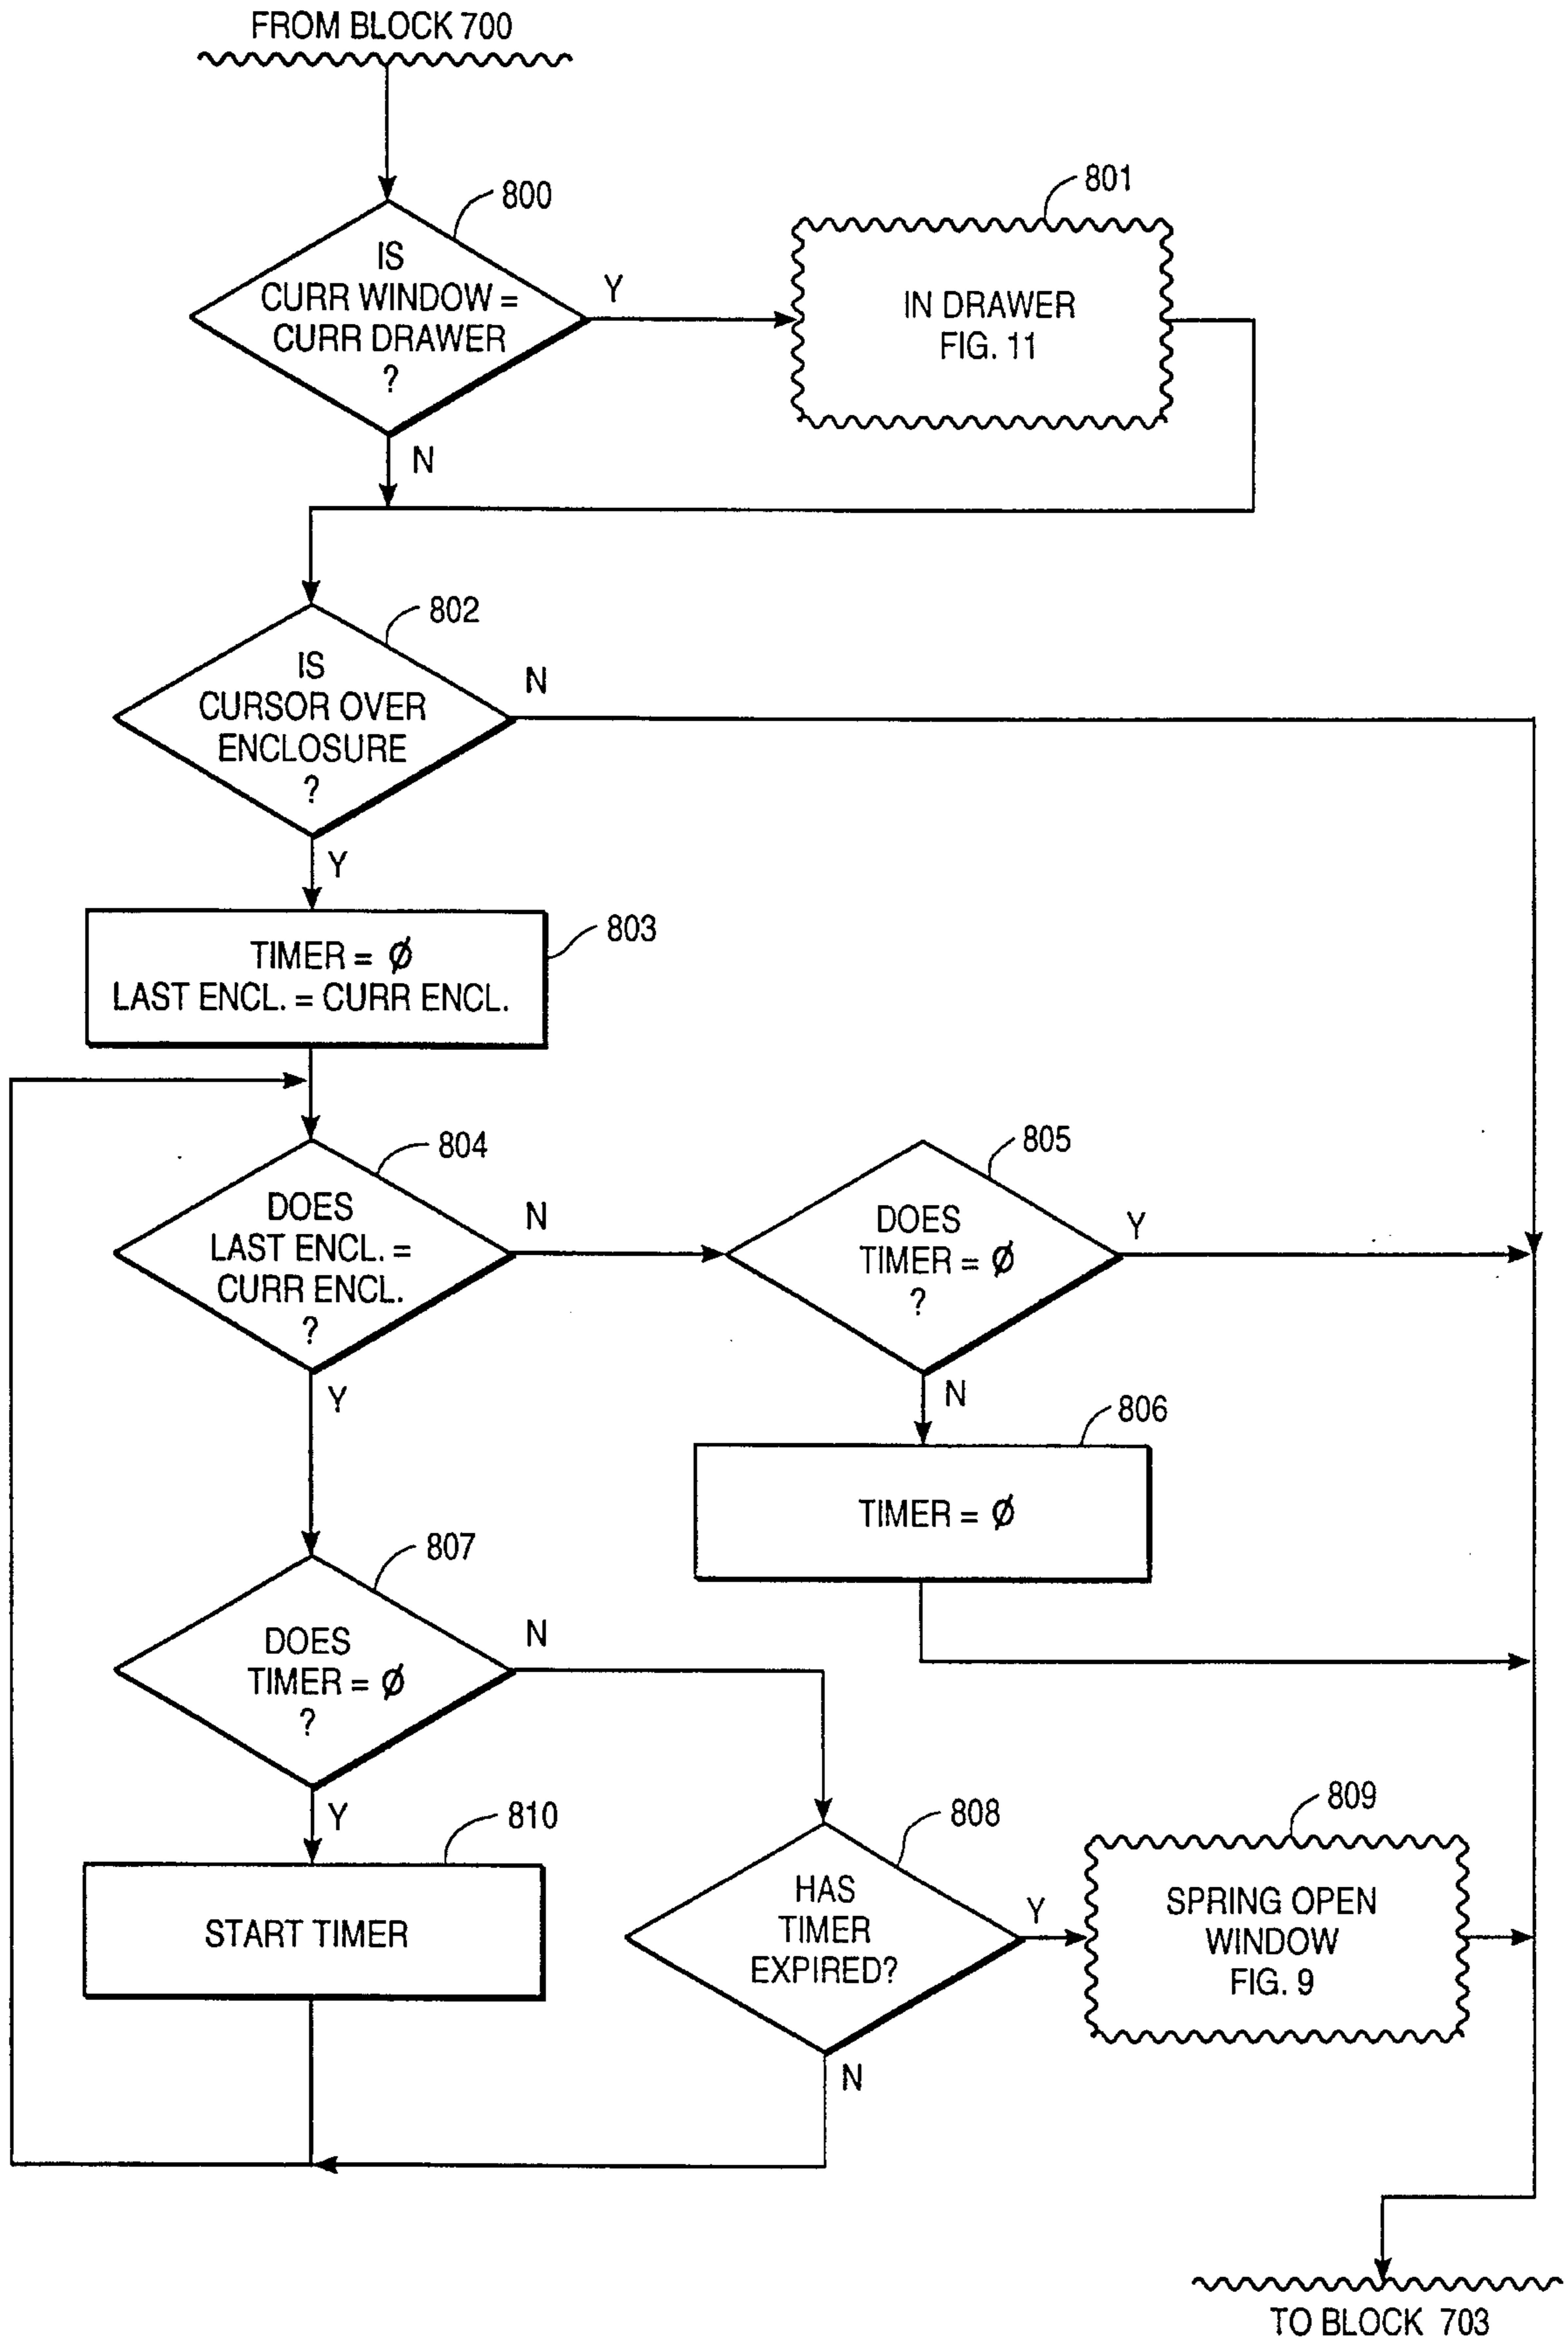 FROM BLOCK 700
800
IS
CURR WINDOW =
CURR DRAWER
?
Y
N
801
IN DRAWER
FIG. 11
802
IS
CURSOR OVER
ENCLOSURE
?
N
Y
803
TIMER = Ø
LAST ENCL. = CURR ENCL.
804
DOES
LAST ENCL. =
CURR ENCL.
?
N
Y
805
DOES
TIMER = Ø
?
Y
N
806
TIMER = Ø
807
DOES
TIMER = Ø
?
N
Y
810
START TIMER
808
HAS
TIMER
EXPIRED?
Y
N
809
SPRING OPEN
WINDOW
FIG. 9
TO BLOCK 703